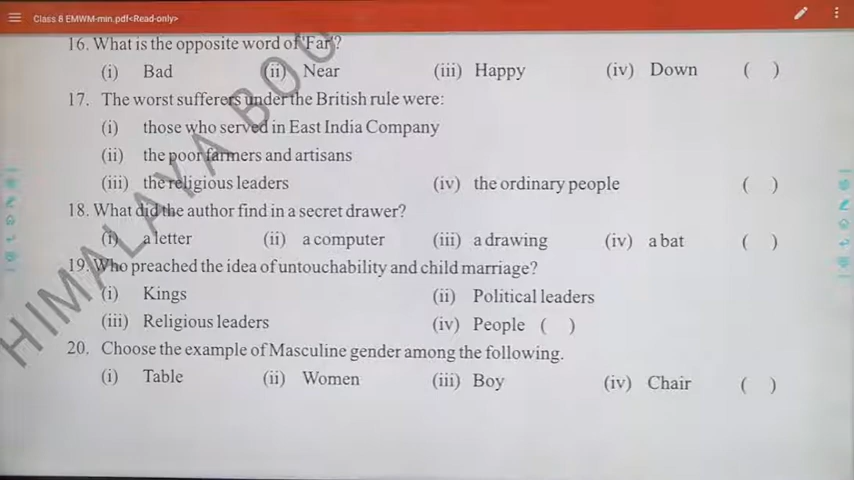 Class 8 EMWM-min.pdf<Read-only>
16. What is the opposite word of 'Far'?
(i) Bad (ii) Near (iii) Happy (iv) Down ( )
17. The worst sufferers under the British rule were:
(i) those who served in East India Company
(ii) the poor farmers and artisans
(iii) the religious leaders (iv) the ordinary people ( )
18. What did the author find in a secret drawer?
(i) a letter (ii) a computer (iii) a drawing (iv) a bat ( )
19. Who preached the idea of untouchability and child marriage?
(i) Kings (ii) Political leaders
(iii) Religious leaders (iv) People ( )
20. Choose the example of Masculine gender among the following.
(i) Table (ii) Women (iii) Boy (iv) Chair ( )
HIMALAYA BOO